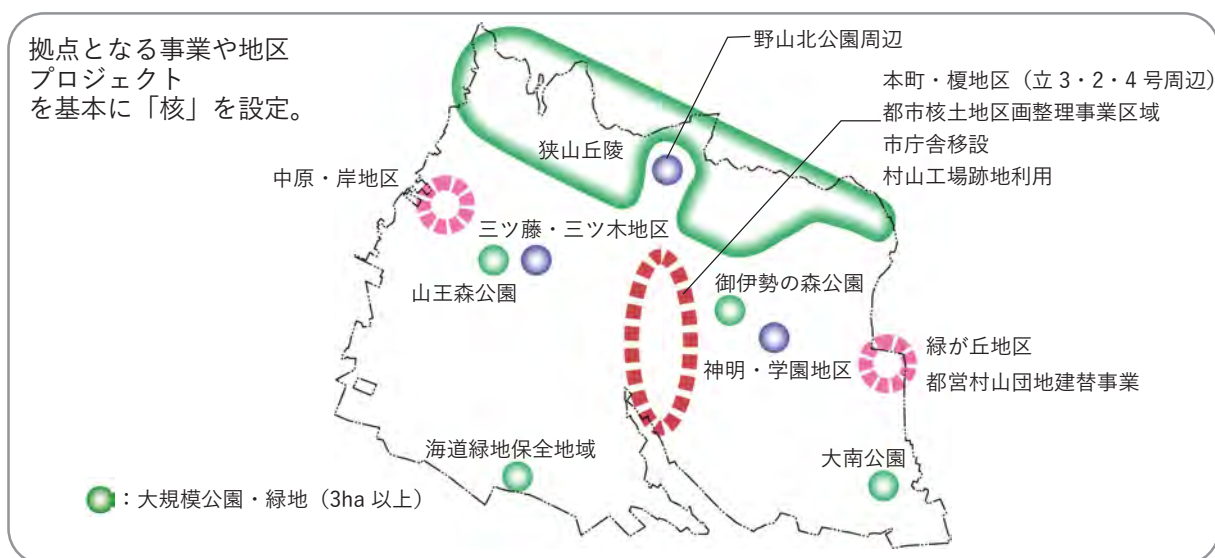 拠点となる事業や地区
プロジェクト
を基本に「核」を設定。
野山北公園周辺
本町・榎地区（立 3・2・4 号周辺）
都市核土地区画整理事業区域
市庁舎移設
村山工場跡地利用
狭山丘陵
中原・岸地区
三ツ藤・三ツ木地区
山王森公園
御伊勢の森公園
神明・学園地区
緑が丘地区
都営村山団地建替事業
海道緑地保全地域
大南公園
：大規模公園・緑地（3ha 以上）